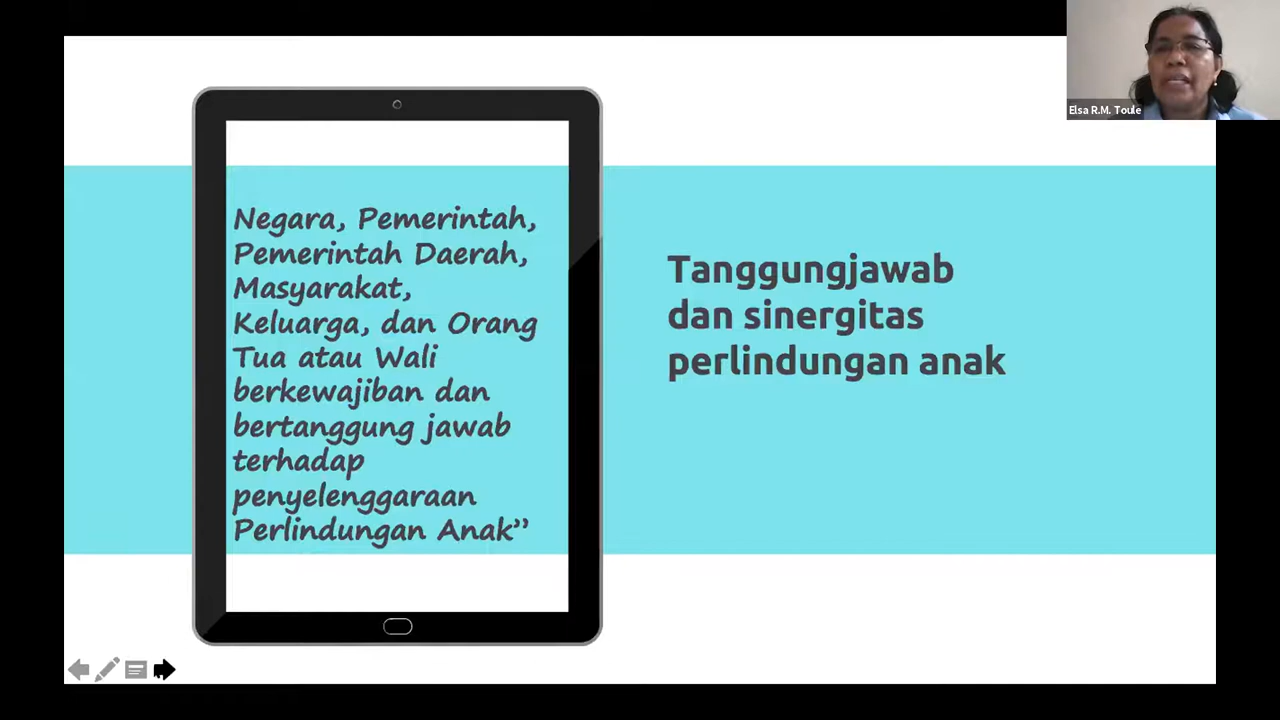 Elsa R.M. Toule
Negara, Pemerintah,
Pemerintah Daerah,
Masyarakat,
Keluarga, dan Orang
Tua atau Wali
berkewajiban dan
bertanggung jawab
terhadap
penyelenggaraan
Perlindungan Anak”
Tanggungjawab
dan sinergitas
perlindungan anak